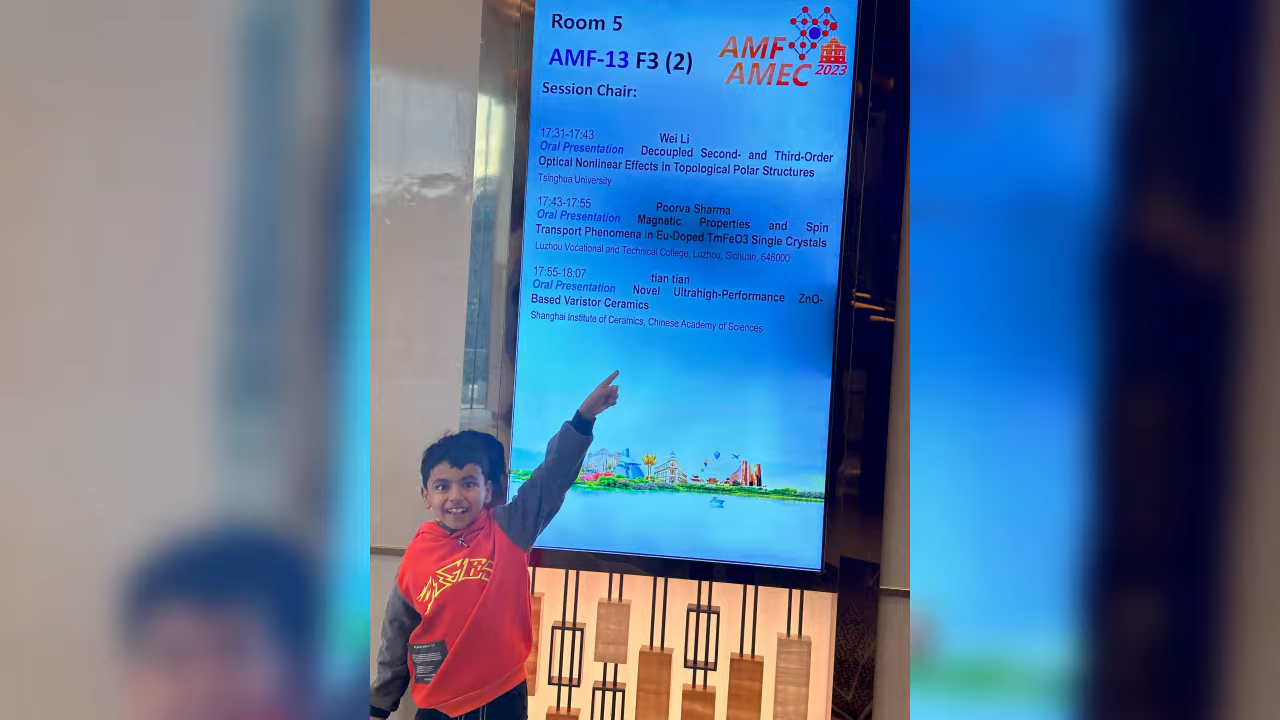 Room 5
AMF-13 F3 (2)
AMF
AMEC 2023
Session Chair:
17:31-17:43 Wei Li
Oral Presentation Decoupled Second- and Third-Order
Optical Nonlinear Effects in Topological Polar Structures
Tsinghua University
17:43-17:55 Poorva Sharma
Oral Presentation Magnetic Properties and Spin
Transport Phenomena in Eu-Doped TmFeO3 Single Crystals
Luzhou Vocational and Technical College, Luzhou, Sichuan, 646000
17:55-18:07 tian tian
Oral Presentation Novel Ultrahigh-Performance ZnO-
Based Varistor Ceramics
Shanghai Institute of Ceramics, Chinese Academy of Sciences